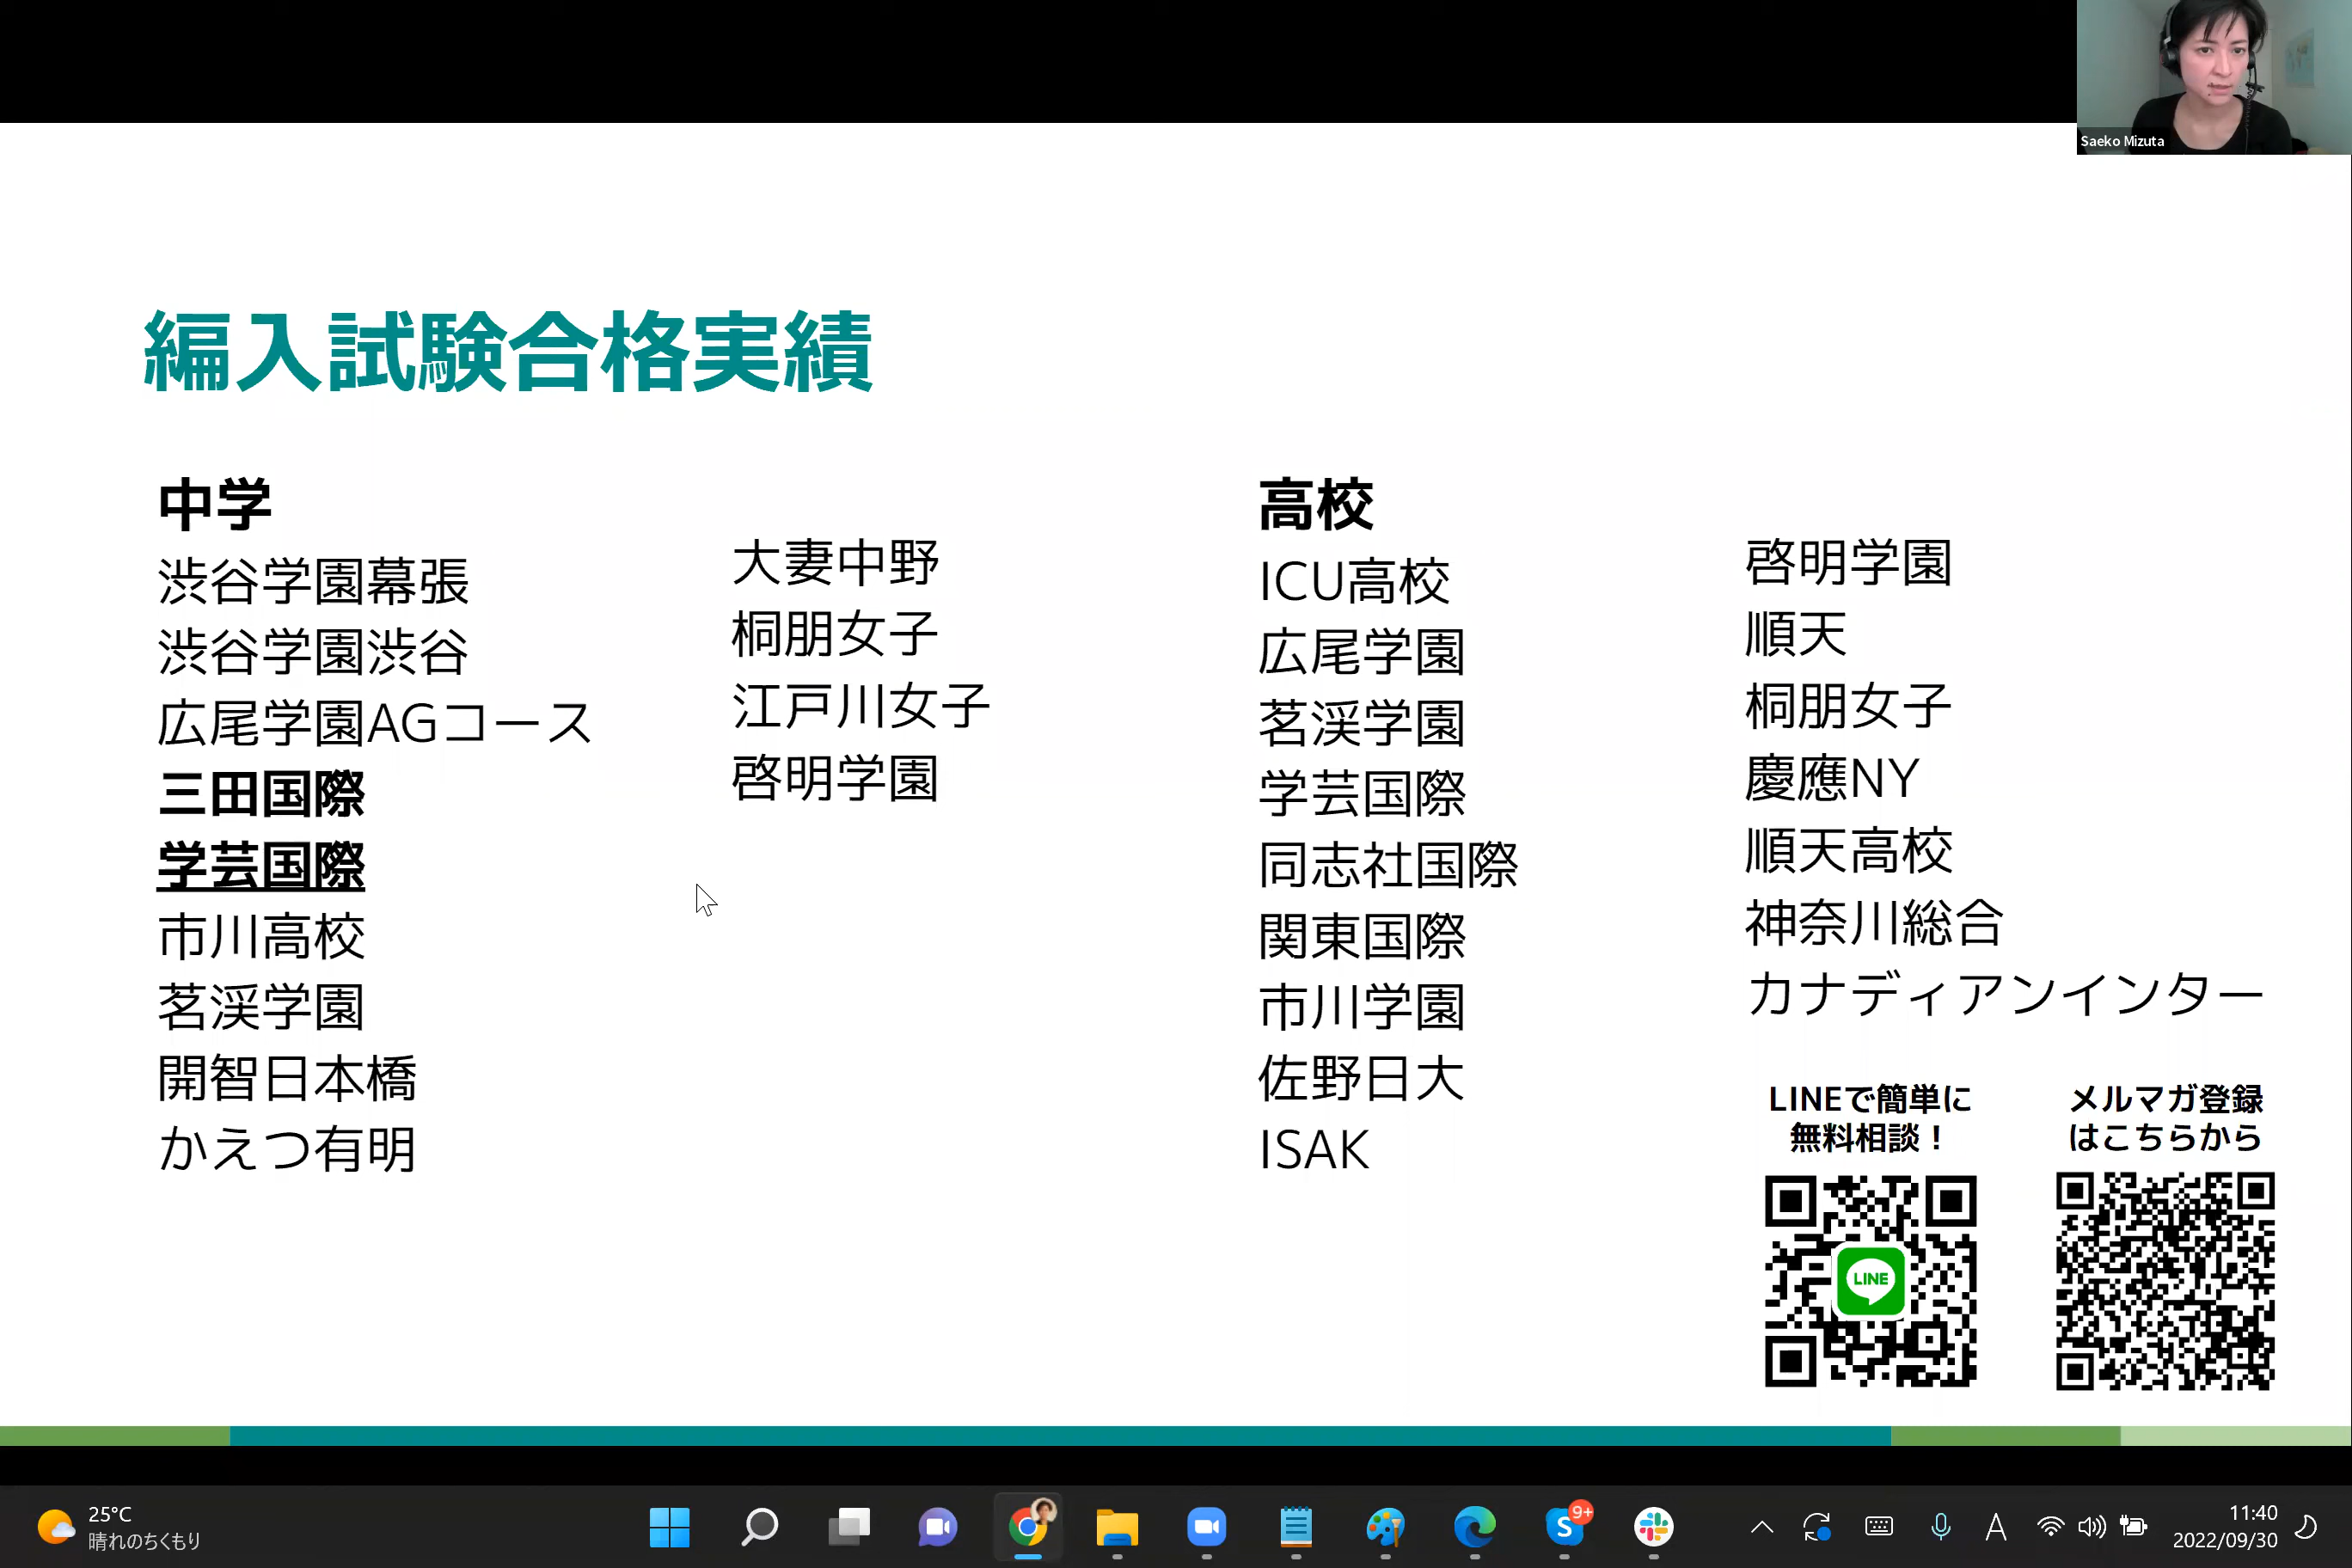 Saeko Mizuta
編入試験合格実績
中学
渋谷学園幕張
渋谷学園渋谷
広尾学園AGコース
三田国際
学芸国際
市川高校
茗渓学園
開智日本橋
かえつ有明
大妻中野
桐朋女子
江戸川女子
啓明学園
高校
ICU高校
広尾学園
茗渓学園
学芸国際
同志社国際
関東国際
市川学園
佐野日大
ISAK
啓明学園
順天
桐朋女子
慶應NY
順天高校
神奈川総合
カナディアンインター
LINEで簡単に
無料相談！
LINE
メルマガ登録
はこちらから
25°C
晴れのちくもり
S
9+
A
11:40
2022/09/30